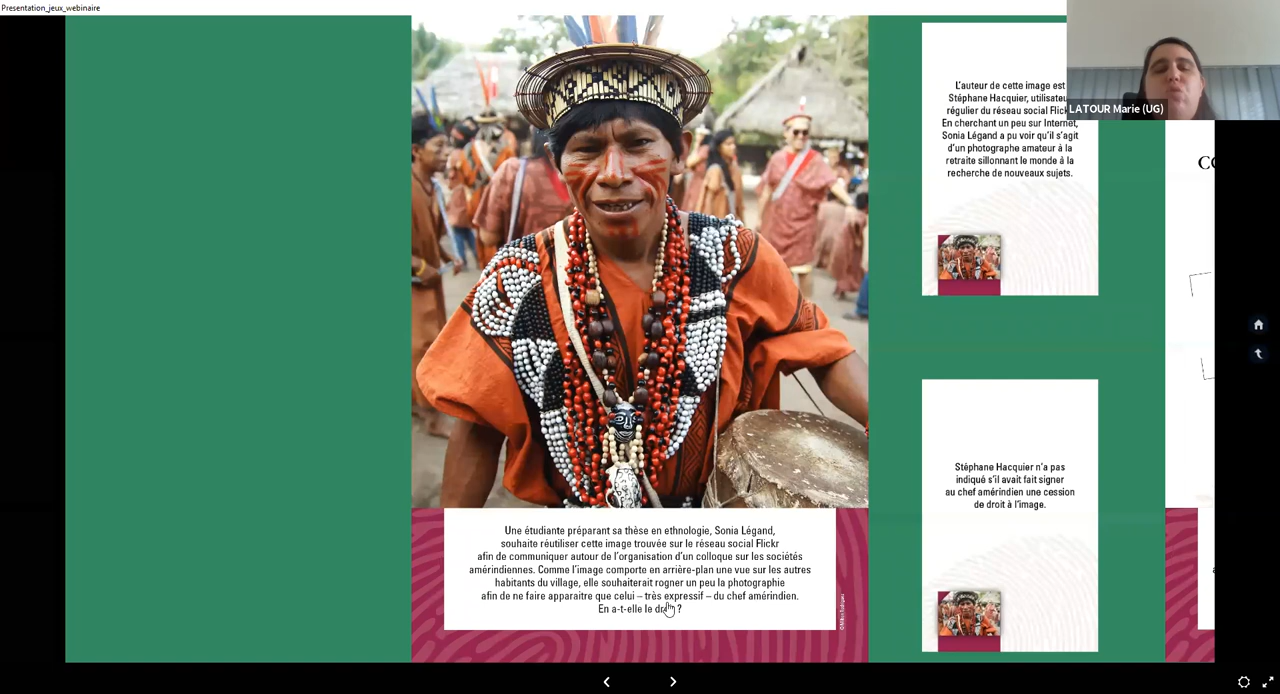 Presentation_jeux_webinaire
LATOUR Marie (UG)
L'auteur de cette image est
Stéphane Hacquier, utilisateur
régulier du réseau social Flickr.
En cherchant un peu sur Internet,
Sonia Légand a pu voir qu'il s'agit
d'un photographe amateur à la
retraite sillonnant le monde à la
recherche de nouveaux sujets.
Stéphane Hacquier n'a pas
indiqué s'il avait fait signer
au chef amérindien une cession
de droit à l'image.
Une étudiante préparant sa thèse en ethnologie, Sonia Légand,
souhaite réutiliser cette image trouvée sur le réseau social Flickr
afin de communiquer autour de l'organisation d'un colloque sur les sociétés
amérindiennes. Comme l'image comporte en arrière-plan une vue sur les autres
habitants du village, elle souhaiterait rogner un peu la photographie
afin de ne faire apparaitre que celui – très expressif – du chef amérindien.
En a-t-elle le droit ?